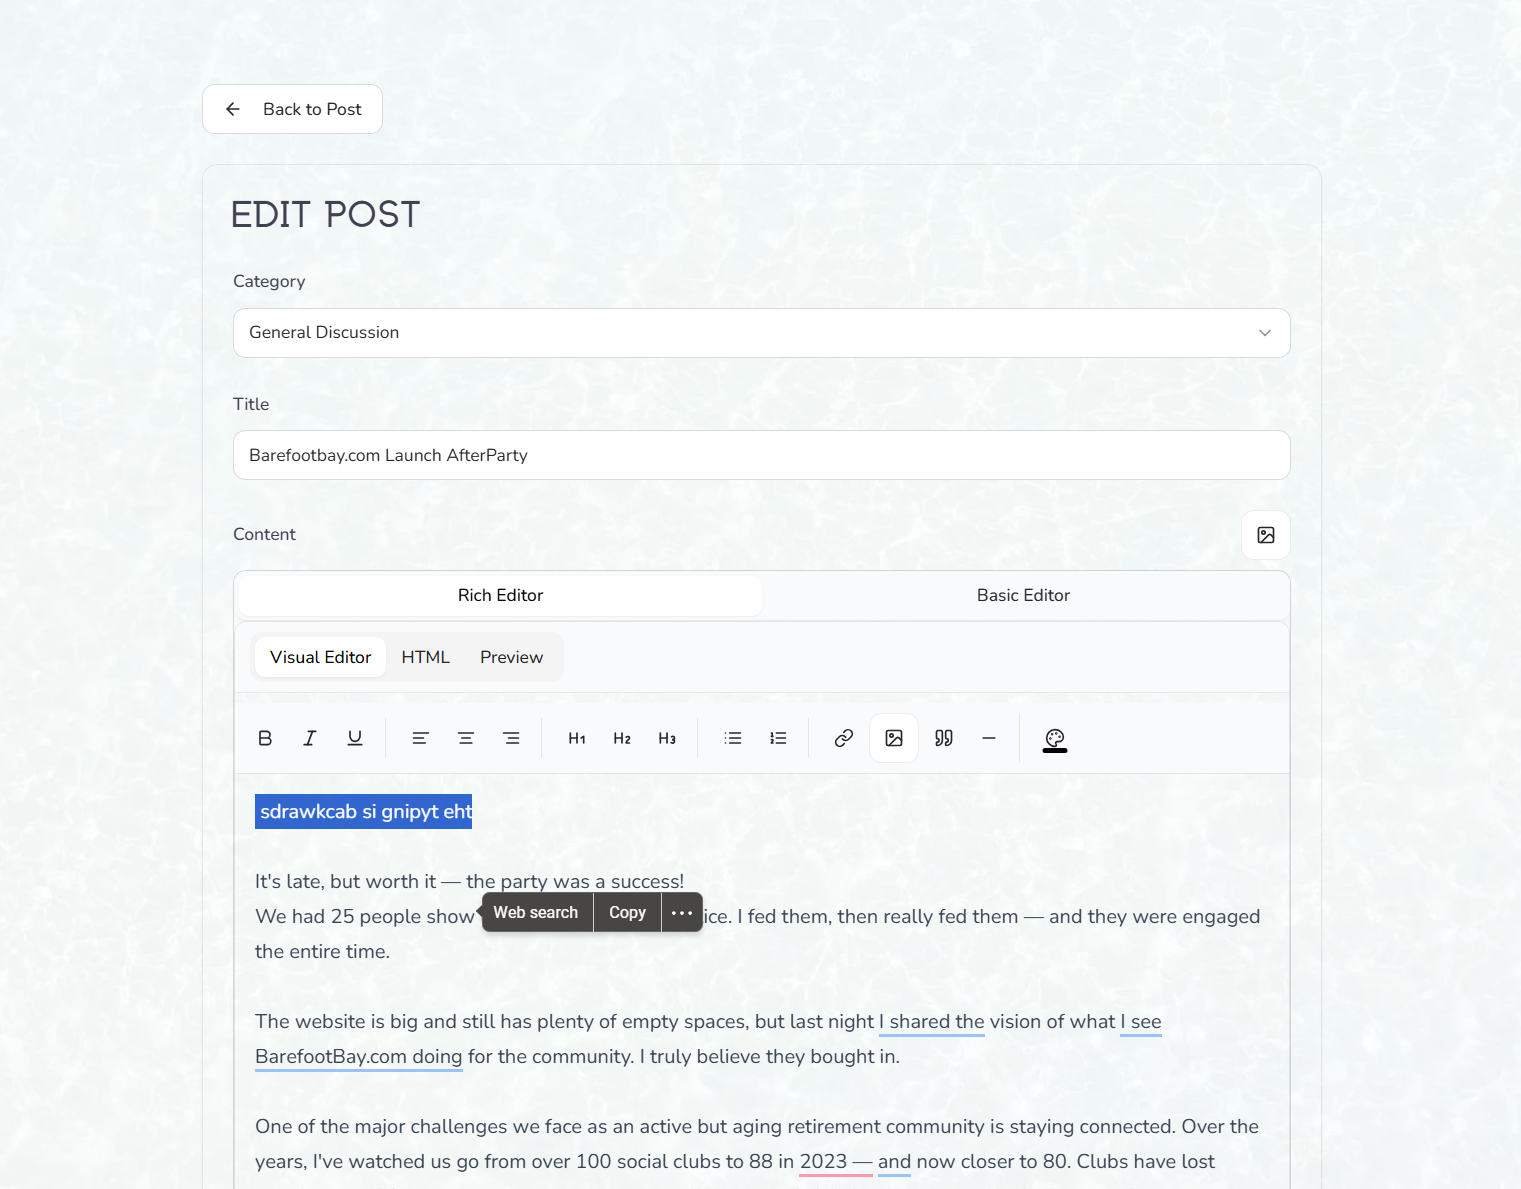 Back to Post
EDIT POST
Category
General Discussion
Title
Barefootbay.com Launch AfterParty
Content
Rich Editor
Basic Editor
Visual Editor
HTML
Preview
B I U H1 H2 H3
sdrawkcab si gnipyt eht
It's late, but worth it — the party was a success!
We had 25 people show
Web search
Copy
ice. I fed them, then really fed them — and they were engaged
the entire time.
The website is big and still has plenty of empty spaces, but last night I shared the vision of what I see
BarefootBay.com doing for the community. I truly believe they bought in.
One of the major challenges we face as an active but aging retirement community is staying connected. Over the
years, I've watched us go from over 100 social clubs to 88 in 2023 — and now closer to 80. Clubs have lost